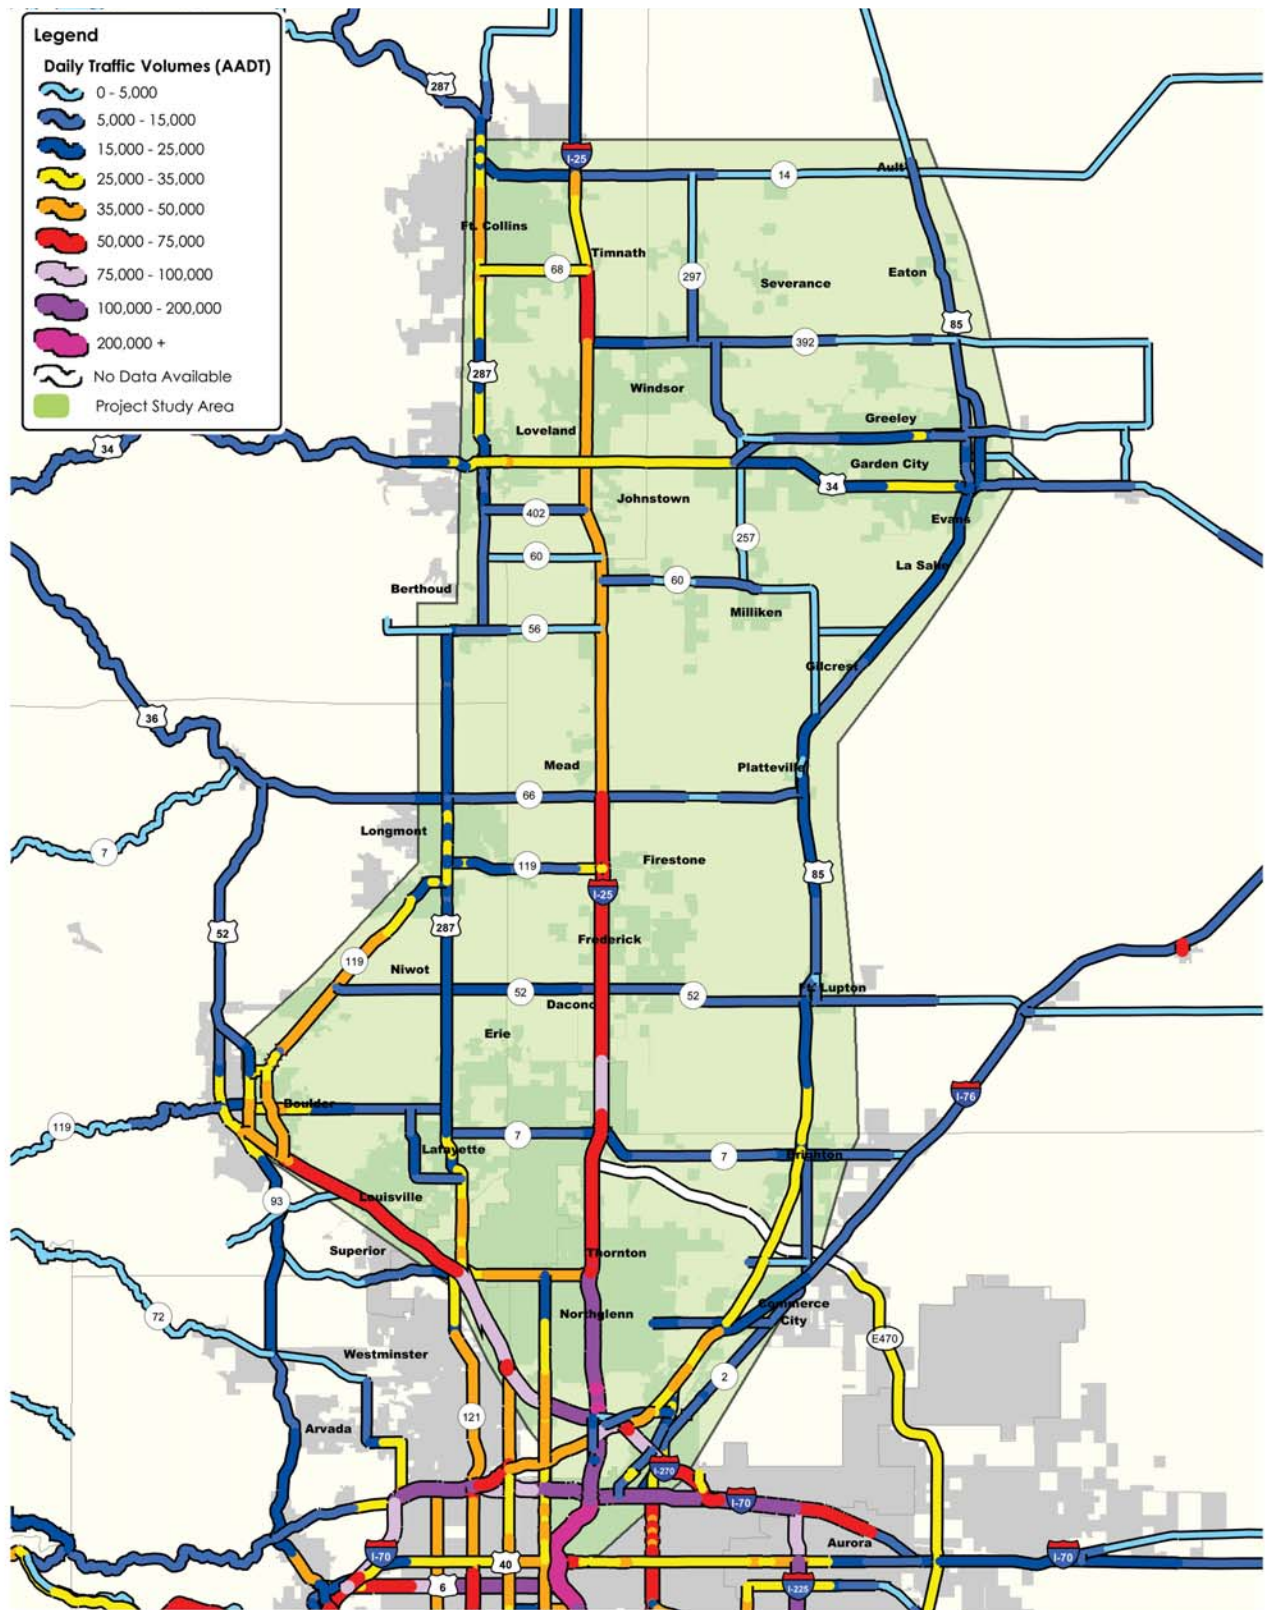 Legend
Daily Traffic Volumes (AADT)
0 - 5,000
5,000 - 15,000
15,000 - 25,000
25,000 - 35,000
35,000 - 50,000
50,000 - 75,000
75,000 - 100,000
100,000 - 200,000
200,000 +
No Data Available
Project Study Area
287
I-25
14
Ault
Ft. Collins
Timnath
68
297
Severance
Eaton
85
392
287
Windsor
Loveland
Greeley
34
Garden City
34
Johnstown
402
Evans
257
60
La Salle
Berthoud
60
Milliken
56
Gilcrest
36
Mead
Platteville
66
Longmont
7
119
Firestone
85
I-25
52
287
Frederick
119
Niwot
52
52
Dacono
Ft. Lupton
Erie
I-76
Boulder
119
7
Lafayette
7
Brighton
93
Louisville
Superior
Thornton
72
Northglenn
Commerce
City
E470
Westminster
2
121
Arvada
I-270
I-70
I-70
40
Aurora
I-70
6
I-225